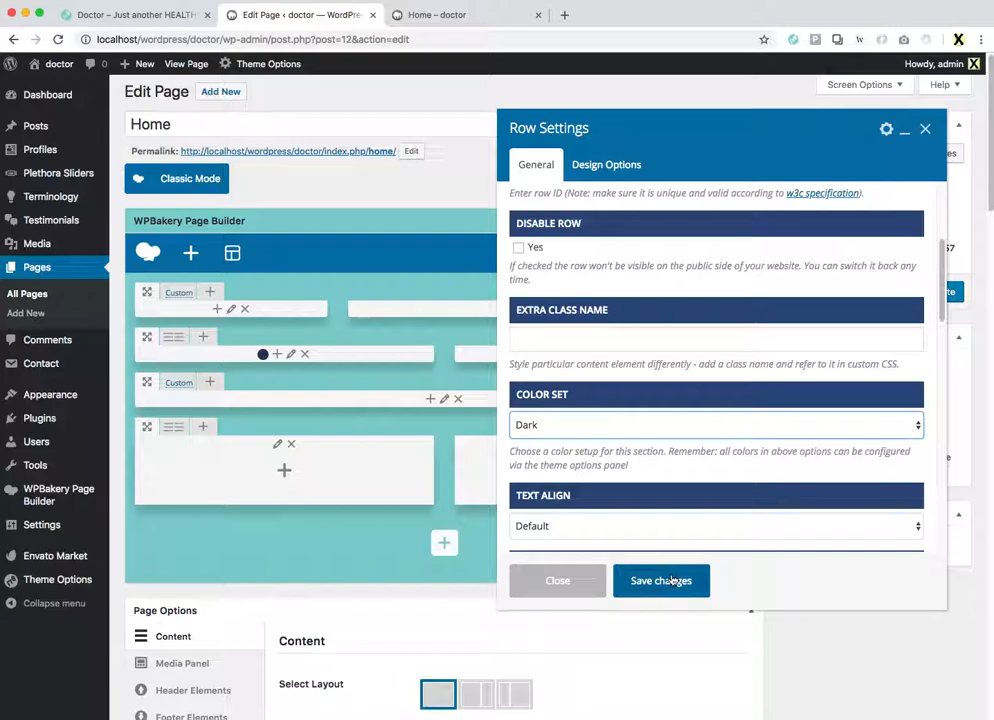 Doctor – Just another HEALTH
Edit Page < doctor — WordPre
Home – doctor
localhost/wordpress/doctor/wp-admin/post.php?post=12&action=edit
doctor
0
New
View Page
Theme Options
Howdy, admin
Dashboard
Posts
Profiles
Plethora Sliders
Terminology
Testimonials
Media
Pages
All Pages
Add New
Comments
Contact
Appearance
Plugins
Users
Tools
WPBakery Page
Builder
Settings
Envato Market
Theme Options
Collapse menu
Edit Page
Add New
Screen Options
Help
Home
Permalink: http://localhost/wordpress/doctor/index.php/home/
Edit
Classic Mode
WPBakery Page Builder
Custom
Custom
Row Settings
General
Design Options
Enter row ID (Note: make sure it is unique and valid according to w3c specification).
DISABLE ROW
Yes
If checked the row won't be visible on the public side of your website. You can switch it back any
time.
EXTRA CLASS NAME
Style particular content element differently - add a class name and refer to it in custom CSS.
COLOR SET
Dark
Choose a color setup for this section. Remember: all colors in above options can be configured
via the theme options panel
TEXT ALIGN
Default
Close
Save changes
Page Options
Content
Media Panel
Header Elements
Footer Elements
Content
Select Layout